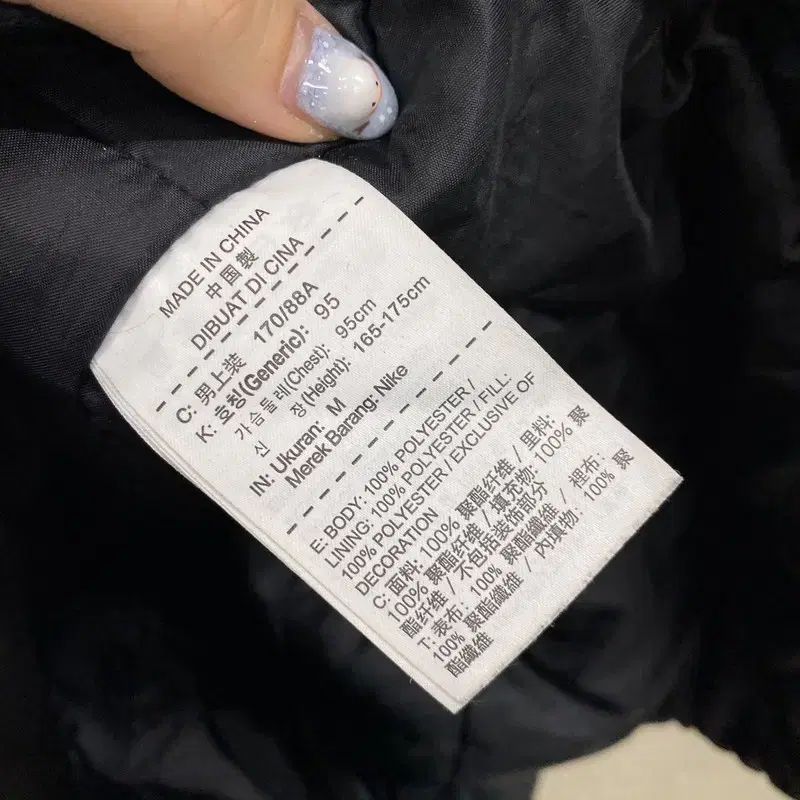 MADE IN CHINA
中国製
DIBUAT DI CINA
C: 男上装 170/88A
K: 호칭(Generic): 95
가슴둘레(Chest): 95cm
신 장(Height): 165-175cm
IN: Ukuran: M
Merek Barang: Nike
E: BODY: 100% POLYESTER /
LINING: 100% POLYESTER / FILL:
100% POLYESTER / EXCLUSIVE OF
DECORATION
C: 面料: 100% 聚酯纤维 / 里料:
100% 聚酯纤维 / 填充物: 100% 聚
酯纤维 / 不包括装饰部分
T: 表布: 100% 聚酯纖維 / 裡布:
100% 聚酯纖維 / 內填物: 100% 聚
酯纖維